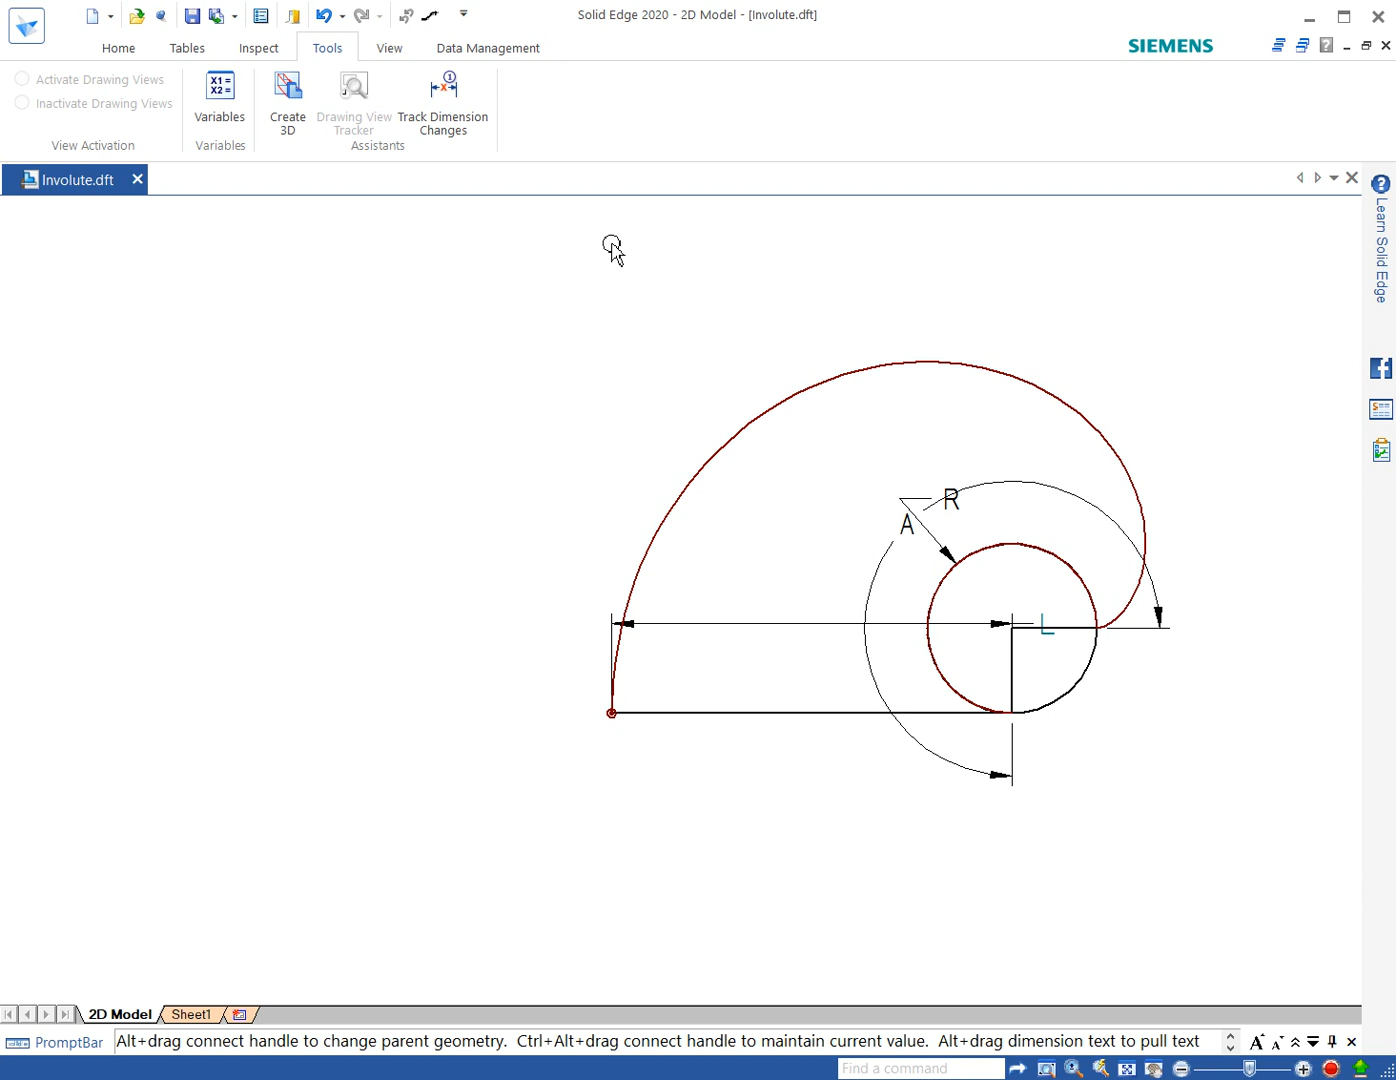 Solid Edge 2020 - 2D Model - [Involute.dft]
Home Tables Inspect Tools View Data Management
SIEMENS
Activate Drawing Views
Inactivate Drawing Views
View Activation
X1 =
X2 =
Variables
Variables
Create
3D
Drawing View
Tracker
1
X
Track Dimension
Changes
Assistants
Involute.dft
Learn Solid Edge
R
A
L
2D Model Sheet1
PromptBar Alt+drag connect handle to change parent geometry. Ctrl+Alt+drag connect handle to maintain current value. Alt+drag dimension text to pull text
Find a command